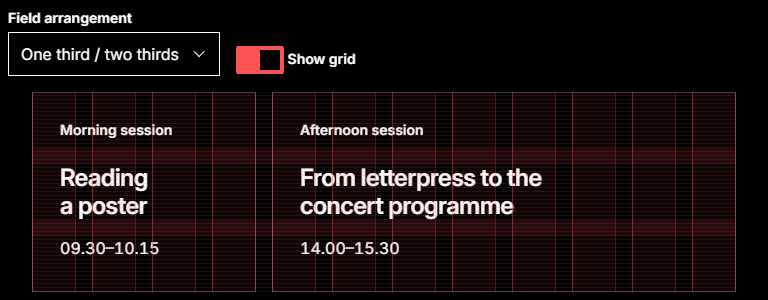 Field arrangement
One third / two thirds
Show grid
Morning session
Reading
a poster
09.30–10.15
Afternoon session
From letterpress to the
concert programme
14.00–15.30